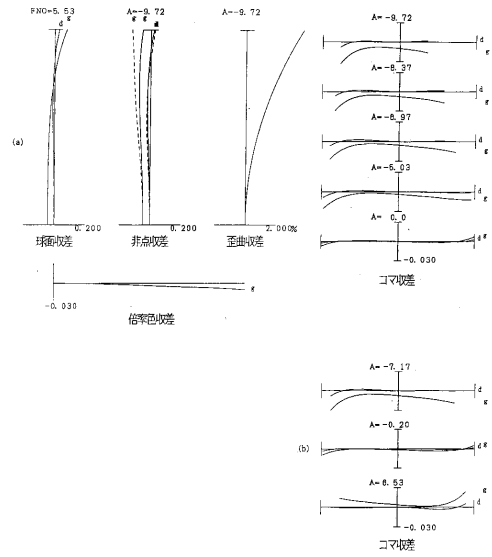 FNO=5.53
d
g
A=-9.72
g
g
d
d
A=-9.72
(a)
0.200
0.200
2.000%
球面収差
非点収差
歪曲収差
g
-0.030
倍率色収差
A=-9.72
d
g
A=-8.37
d
g
A=-6.97
d
g
A=-5.03
d
g
A= 0.0
d
g
-0.030
コマ収差
(b)
A=-7.17
d
g
A=-0.20
d
g
A= 6.53
g
d
-0.030
コマ収差